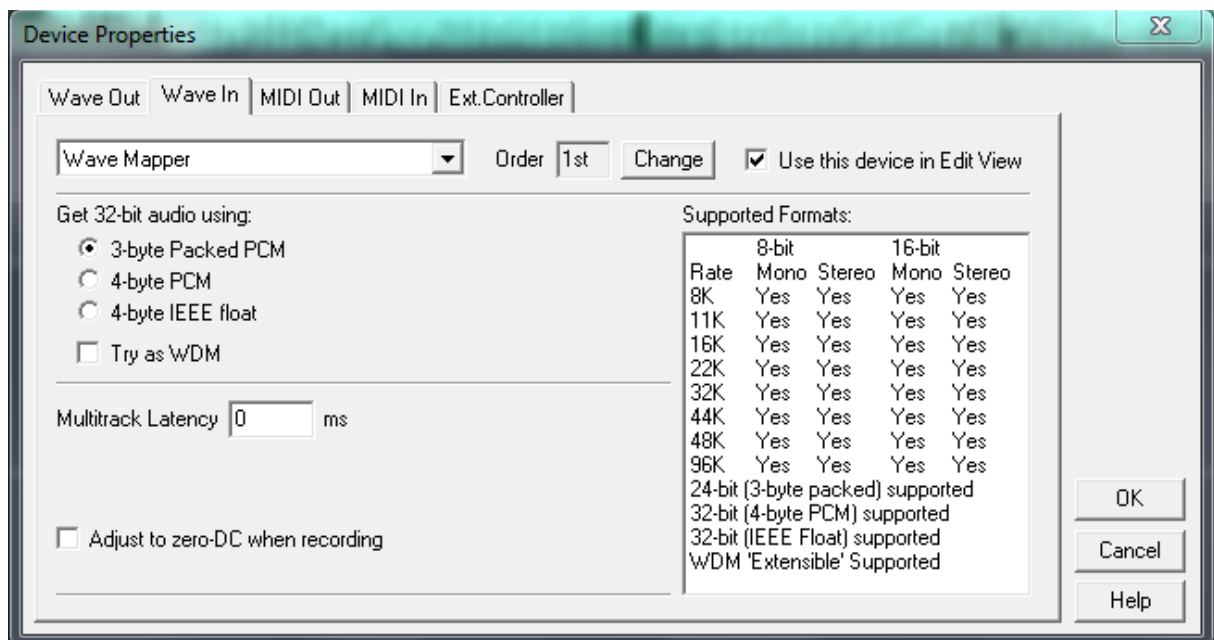 Device Properties
Wave Out Wave In MIDI Out MIDI In Ext.Controller
Wave Mapper Order 1st Change Use this device in Edit View
Get 32-bit audio using:
3-byte Packed PCM
4-byte PCM
4-byte IEEE float
Try as WDM
Multitrack Latency 0 ms
Adjust to zero-DC when recording
Supported Formats:
8-bit 16-bit
Rate Mono Stereo Mono Stereo
8K Yes Yes Yes Yes
11K Yes Yes Yes Yes
16K Yes Yes Yes Yes
22K Yes Yes Yes Yes
32K Yes Yes Yes Yes
44K Yes Yes Yes Yes
48K Yes Yes Yes Yes
96K Yes Yes Yes Yes
24-bit (3-byte packed) supported
32-bit (4-byte PCM) supported
32-bit (IEEE Float) supported
WDM 'Extensible' Supported
OK
Cancel
Help